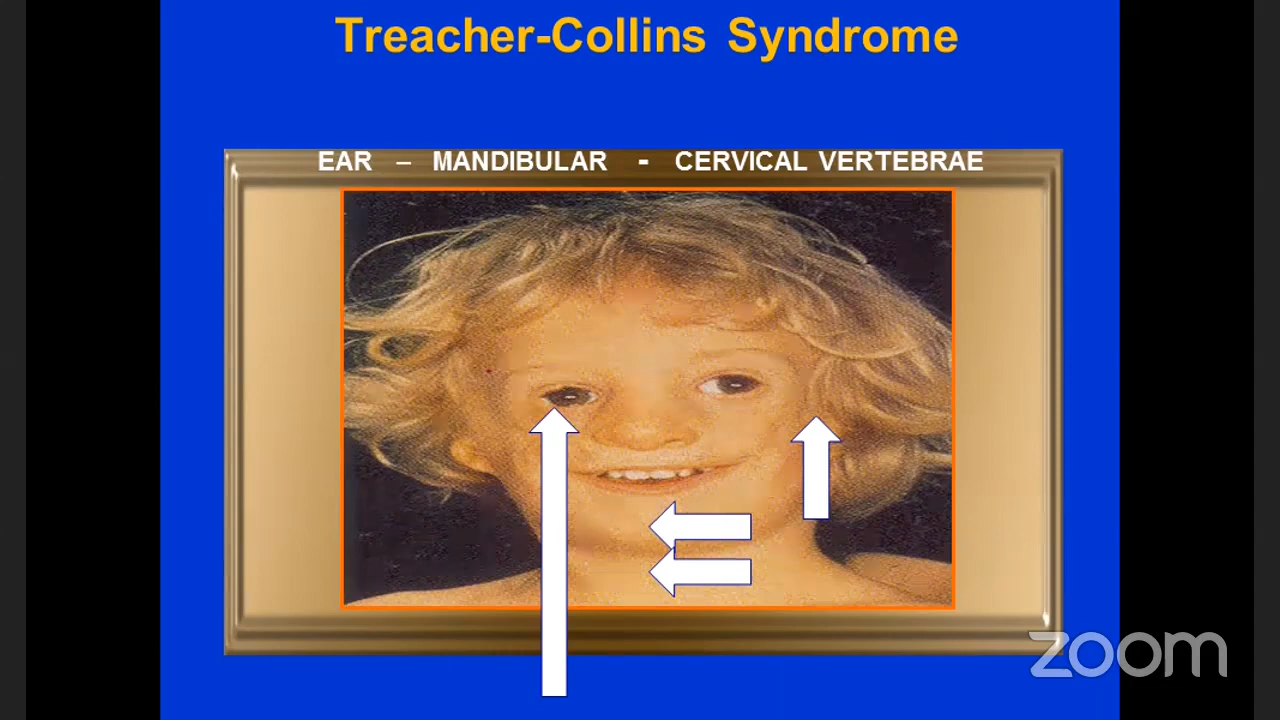 Treacher-Collins Syndrome
EAR – MANDIBULAR - CERVICAL VERTEBRAE
zoom